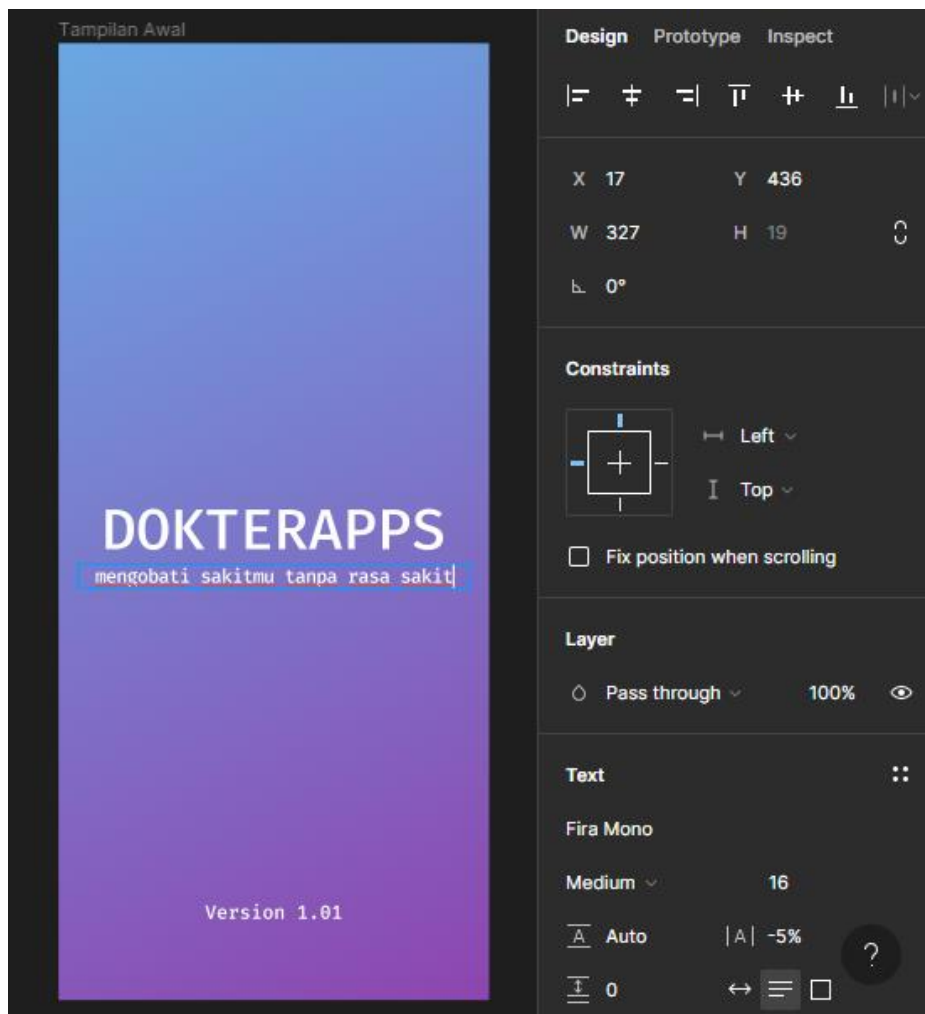 Tampilan Awal
DOKTERAPPS
mengobati sakitmu tanpa rasa sakit
Version 1.01
Design Prototype Inspect
X 17 Y 436
W 327 H 19
0°
Constraints
Left
Top
Fix position when scrolling
Layer
Pass through 100%
Text
Fira Mono
Medium 16
A Auto |A| -5%
0
?